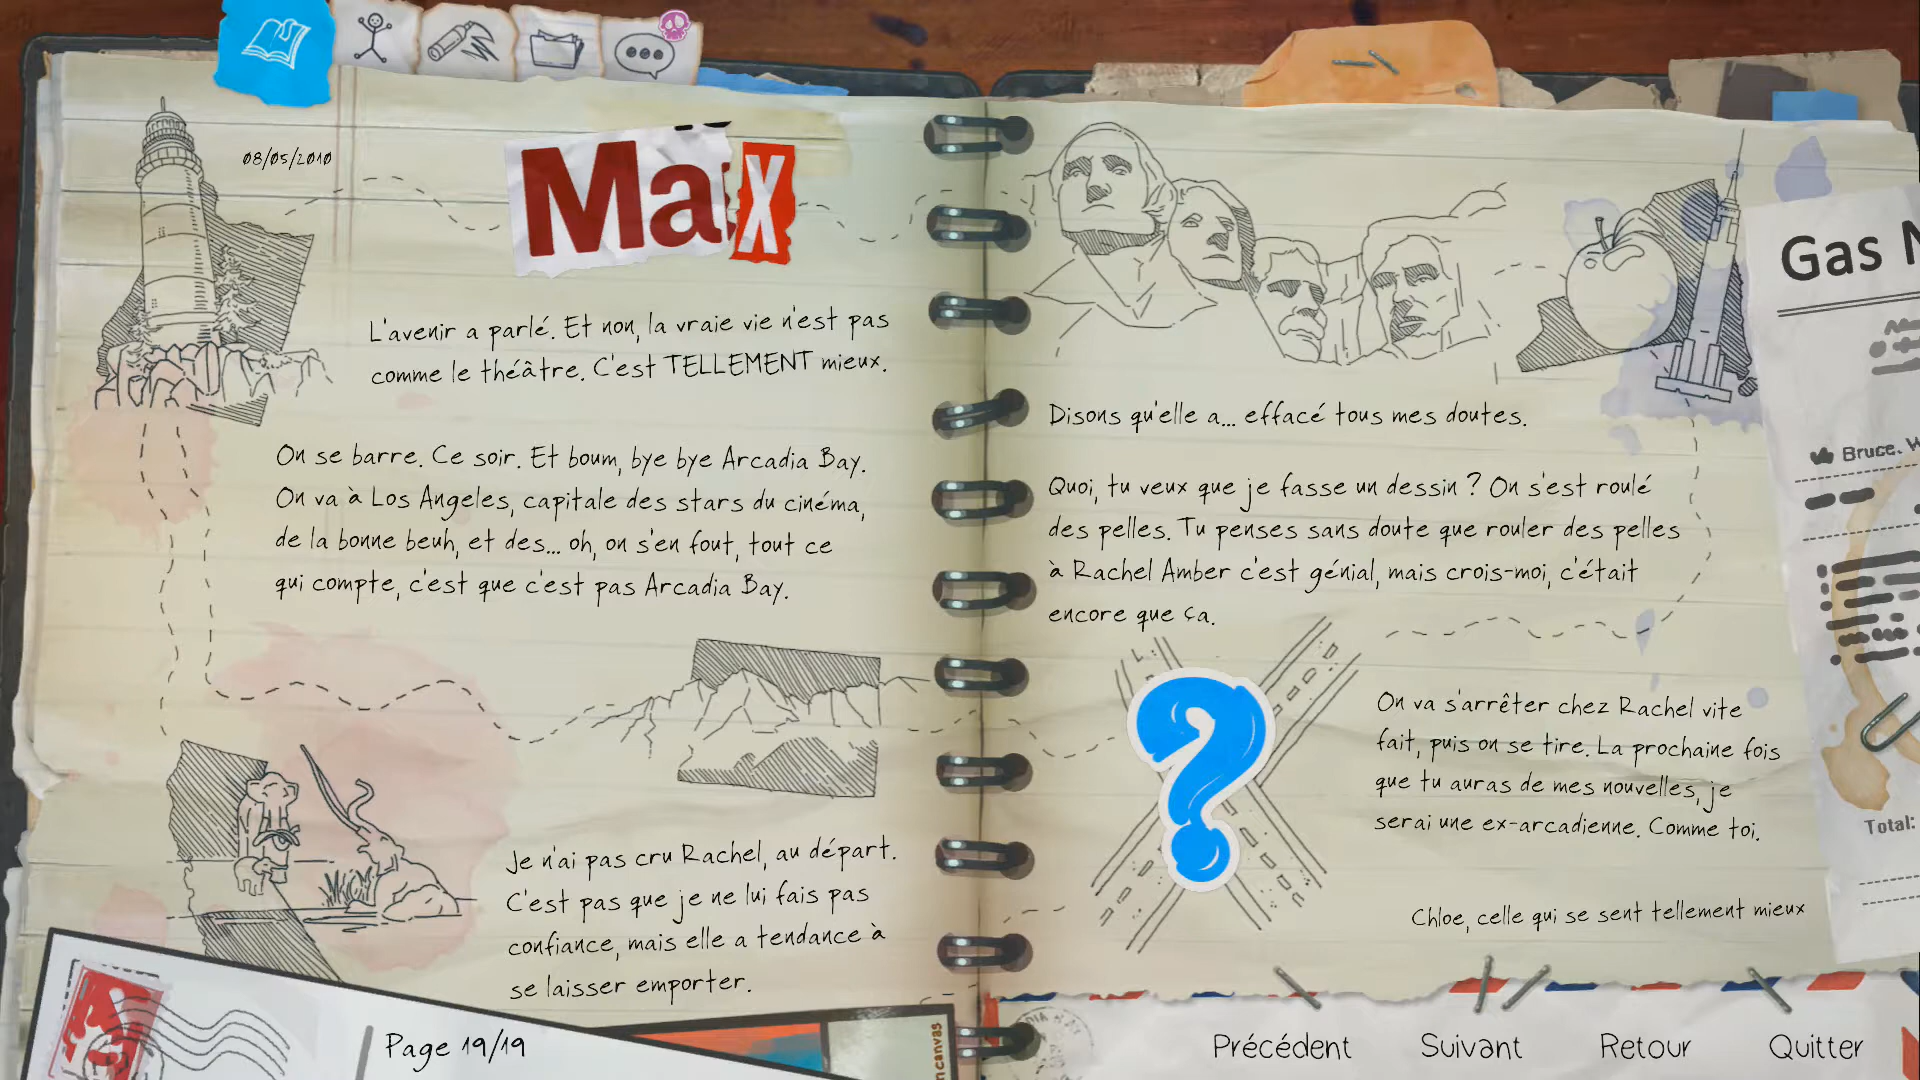 08/05/2010
Max
L'avenir a parlé. Et non, la vraie vie n'est pas
comme le théâtre. C'est TELLEMENT mieux.
On se barre. Ce soir. Et boum, bye bye Arcadia Bay.
On va à Los Angeles, capitale des stars du cinéma,
de la bonne beuh, et des... oh, on s'en fout, tout ce
qui compte, c'est que c'est pas Arcadia Bay.
Je n'ai pas cru Rachel, au départ.
C'est pas que je ne lui fais pas
confiance, mais elle a tendance à
se laisser emporter.
Page 19/19
Disons qu'elle a... effacé tous mes doutes.
Quoi, tu veux que je fasse un dessin ? On s'est roulé
des pelles. Tu penses sans doute que rouler des pelles
à Rachel Amber c'est génial, mais crois-moi, c'était
encore que ça.
?
On va s'arrêter chez Rachel vite
fait, puis on se tire. La prochaine fois
que tu auras de mes nouvelles, je
serai une ex-arcadienne. Comme toi.
Chloe, celle qui se sent tellement mieux
Gas
Bruce. W
Total:
Précédent Suivant Retour Quitter